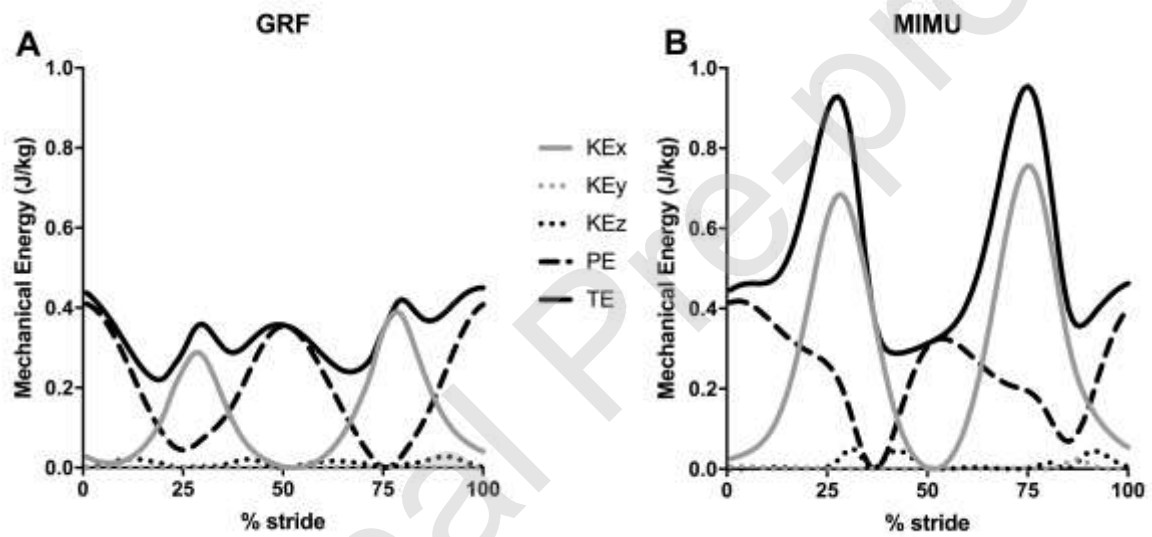 GRF
A
Mechanical Energy (J/kg)
1.0
0.8
0.6
0.4
0.2
0.0
0 25 50 75 100
% stride
KEx
KEy
KEz
PE
TE
MIMU
B
Mechanical Energy (J/kg)
1.0
0.8
0.6
0.4
0.2
0.0
0 25 50 75 100
% stride